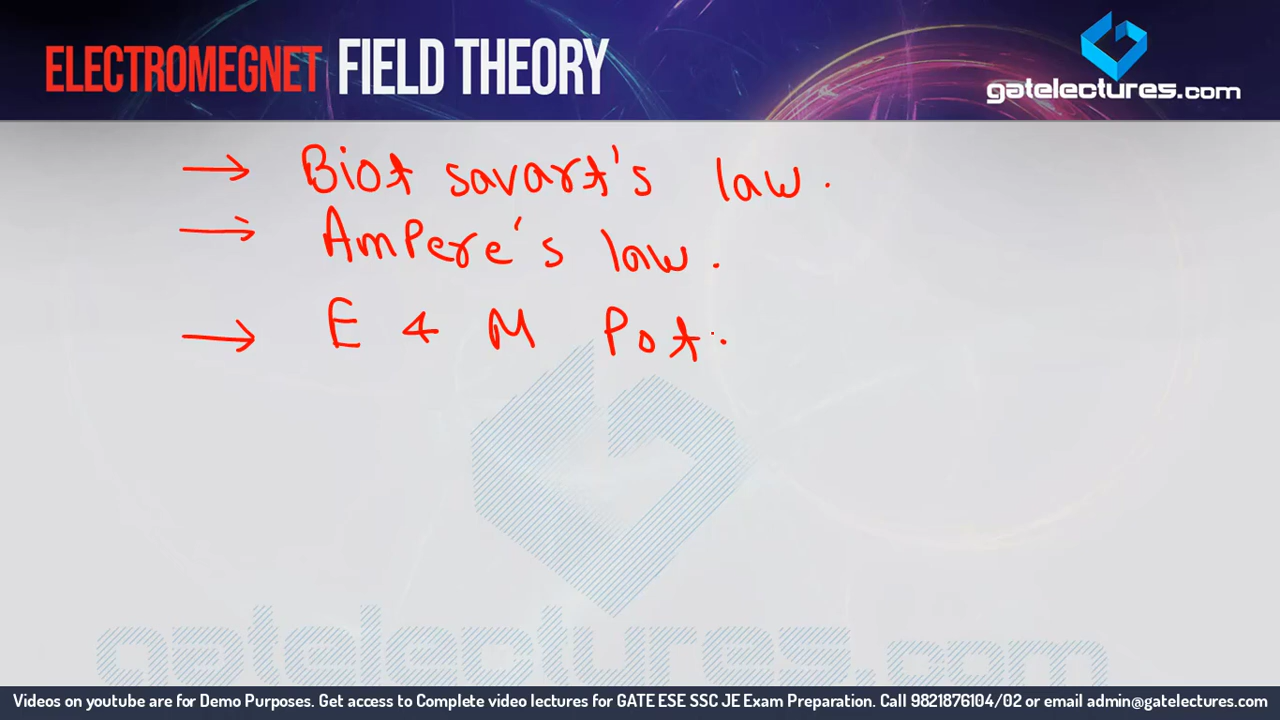 ELECTROMEGNET FIELD THEORY
gatelectures.com
→ Biot savart's law.
→ Ampere's law.
→ E & M Pot.
gatelectures.com
Videos on youtube are for Demo Purposes. Get access to Complete video lectures for GATE ESE SSC JE Exam Preparation. Call 9821876104/02 or email admin@gatelectures.com